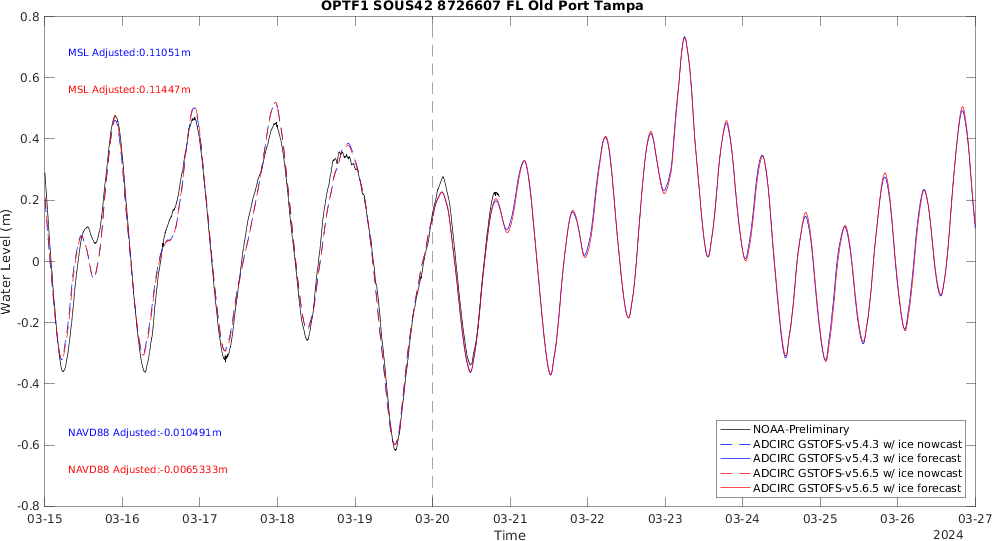 OPTF1 SOUS42 8726607 FL Old Port Tampa
MSL Adjusted:0.11051m
MSL Adjusted:0.11447m
NAVD88 Adjusted:-0.010491m
NAVD88 Adjusted:-0.0065333m
Water Level (m)
0.8
0.6
0.4
0.2
0
-0.2
-0.4
-0.6
-0.8
NOAA-Preliminary
ADCIRC GSTOFS-v5.4.3 w/ ice nowcast
ADCIRC GSTOFS-v5.4.3 w/ ice forecast
ADCIRC GSTOFS-v5.6.5 w/ ice nowcast
ADCIRC GSTOFS-v5.6.5 w/ ice forecast
03-15 03-16 03-17 03-18 03-19 03-20 03-21 03-22 03-23 03-24 03-25 03-26 03-27
Time
2024